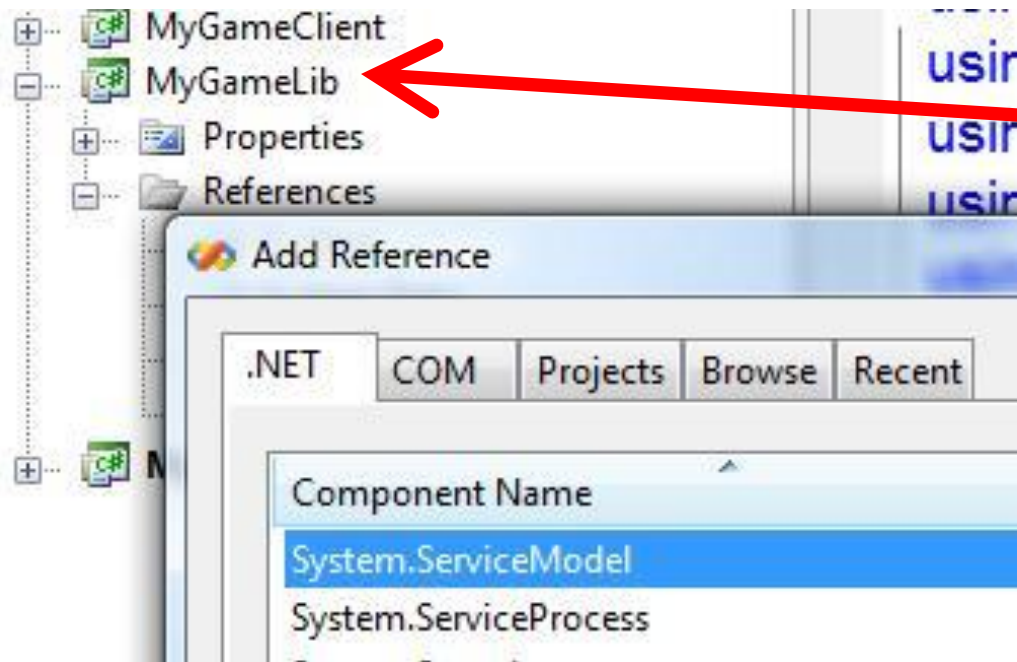 MyGameClient
MyGameLib
Properties
References
Add Reference
.NET COM Projects Browse Recent
Component Name
System.ServiceModel
System.ServiceProcess